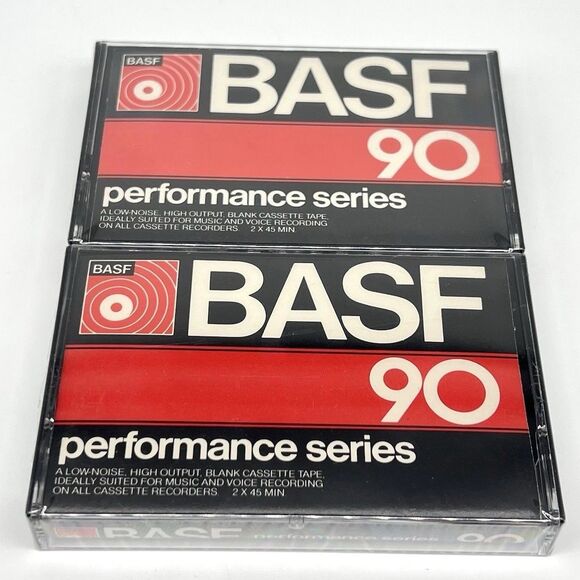 BASF
BASF
90
performance series
A LOW-NOISE, HIGH OUTPUT, BLANK CASSETTE TAPE,
IDEALLY SUITED FOR MUSIC AND VOICE RECORDING
ON ALL CASSETTE RECORDERS 2 X 45 MIN
BASF
BASF
90
performance series
A LOW-NOISE, HIGH OUTPUT, BLANK CASSETTE TAPE,
IDEALLY SUITED FOR MUSIC AND VOICE RECORDING
ON ALL CASSETTE RECORDERS 2 X 45 MIN
BASF performance series 90